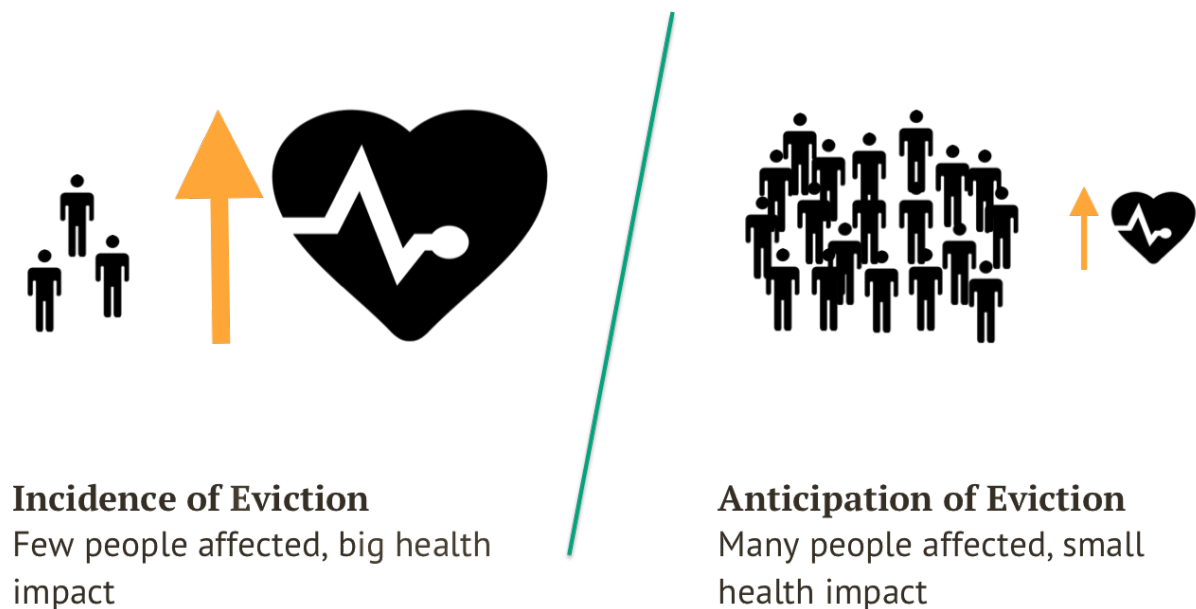 Incidence of Eviction
Few people affected, big health
impact
Anticipation of Eviction
Many people affected, small
health impact